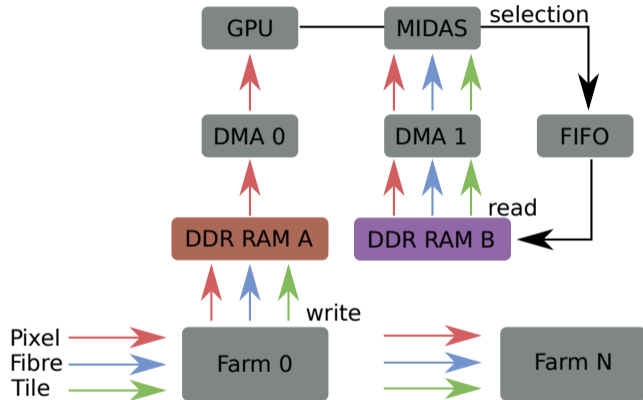 GPU
MIDAS
selection
DMA 0
DMA 1
FIFO
read
DDR RAM A
DDR RAM B
write
Pixel
Fibre
Tile
Farm 0
Farm N